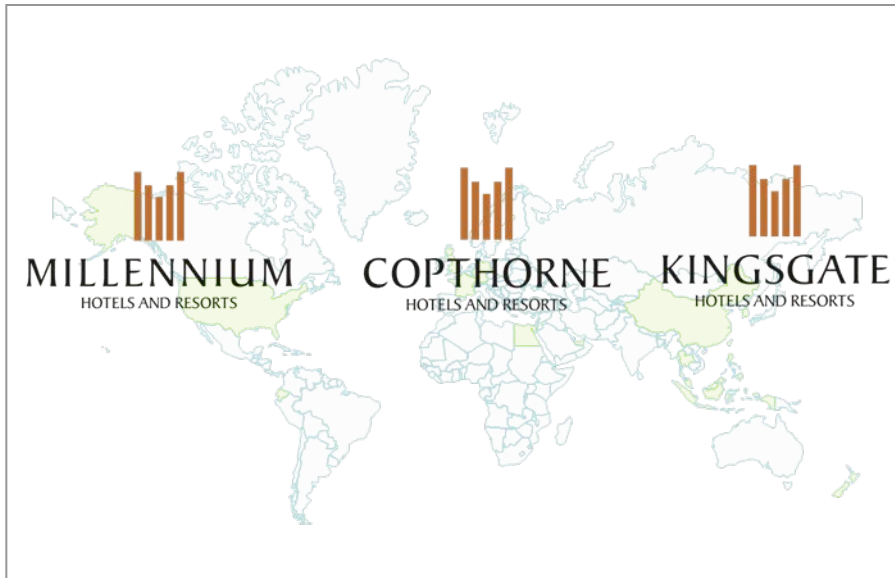 MILLENNIUM
HOTELS AND RESORTS
COPTHORNE
HOTELS AND RESORTS
KINGSGATE
HOTELS AND RESORTS